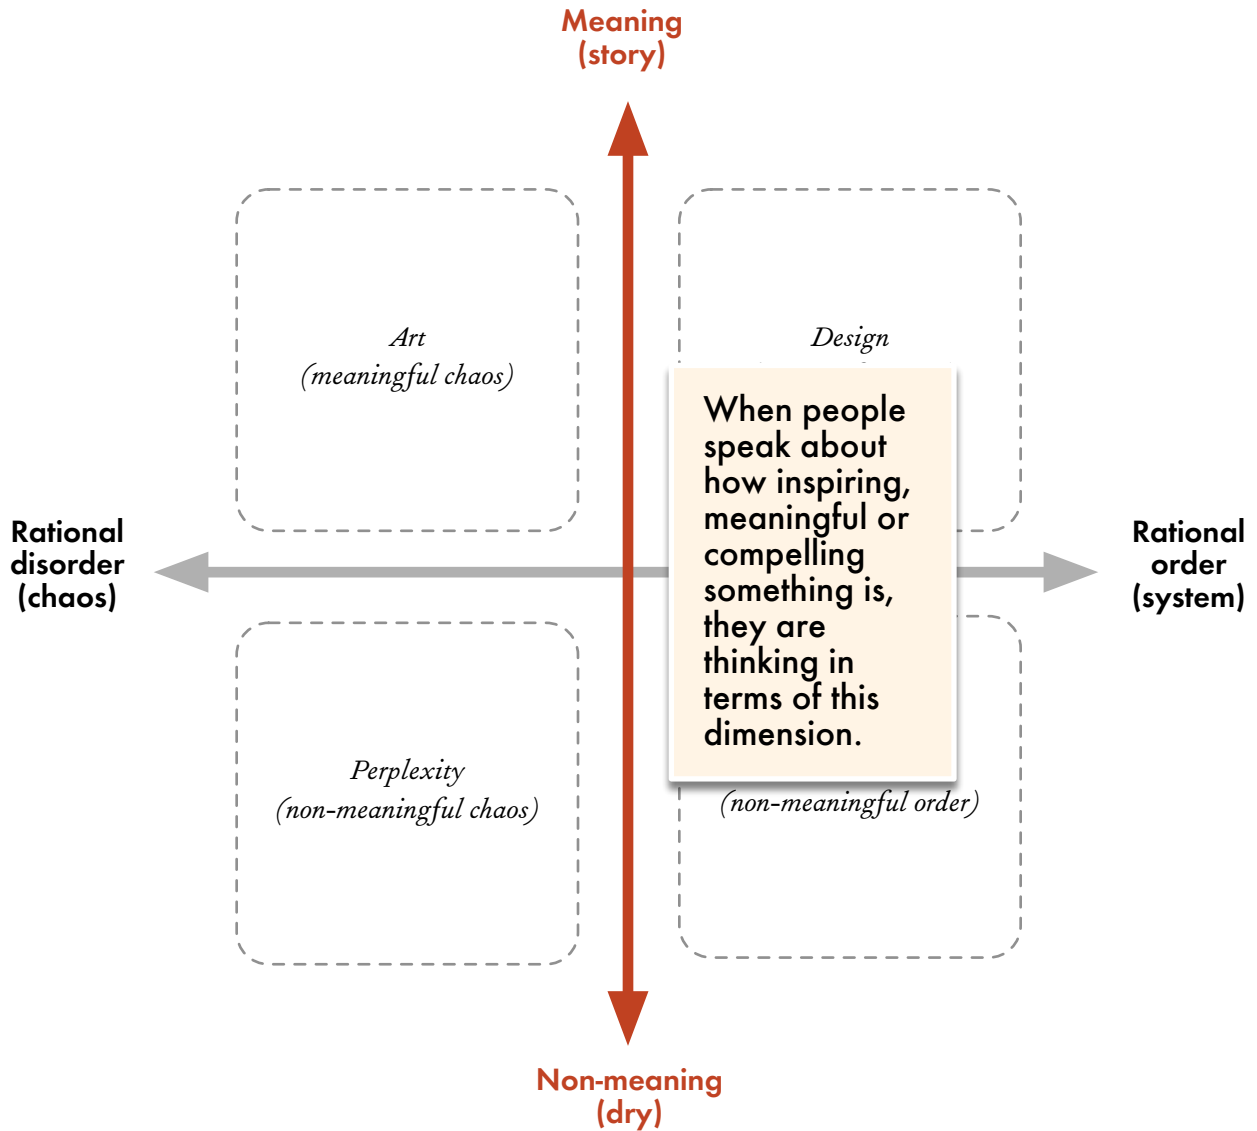 Meaning
(story)
Art
(meaningful chaos)
Design
When people
speak about
how inspiring,
meaningful or
compelling
something is,
they are
thinking in
terms of this
dimension.
Rational
disorder
(chaos)
Rational
order
(system)
Perplexity
(non-meaningful chaos)
(non-meaningful order)
Non-meaning
(dry)